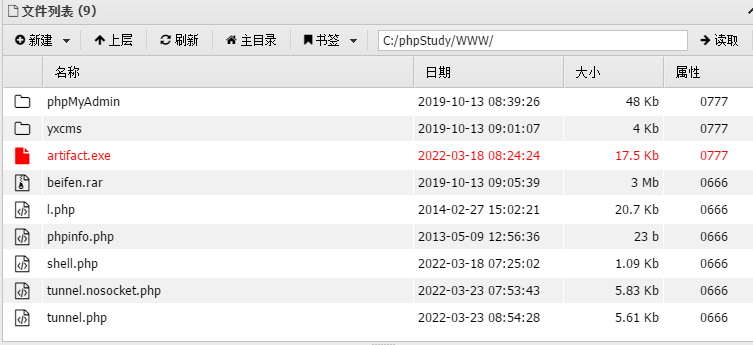 文件列表 (9)
新建 上层 刷新 主目录 书签 C:/phpStudy/WWW/ 读取
名称 日期 大小 属性
phpMyAdmin 2019-10-13 08:39:26 48 Kb 0777
yxcms 2019-10-13 09:01:07 4 Kb 0777
artifact.exe 2022-03-18 08:24:24 17.5 Kb 0777
beifen.rar 2019-10-13 09:05:39 3 Mb 0666
l.php 2014-02-27 15:02:21 20.7 Kb 0666
phpinfo.php 2013-05-09 12:56:36 23 b 0666
shell.php 2022-03-18 07:25:02 1.09 Kb 0666
tunnel.nosocket.php 2022-03-23 07:53:43 5.83 Kb 0666
tunnel.php 2022-03-23 08:54:28 5.61 Kb 0666